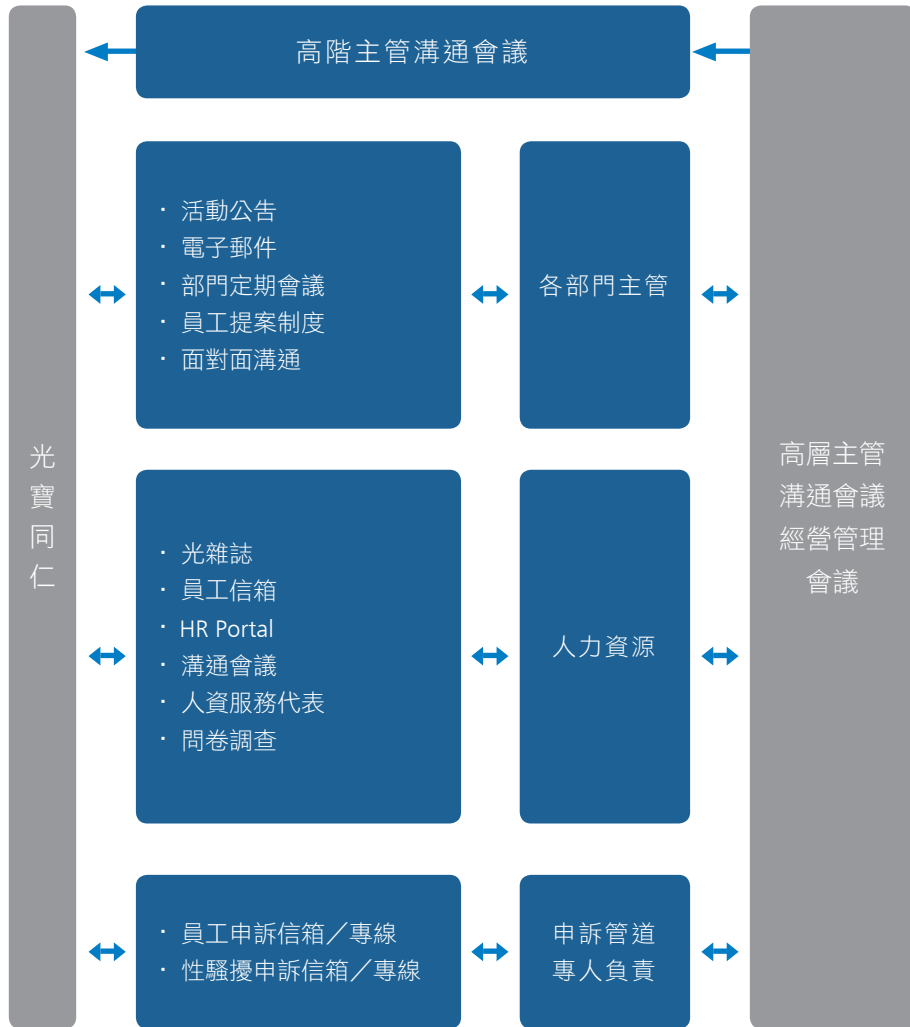 高階主管溝通會議
· 活動公告
· 電子郵件
· 部門定期會議
· 員工提案制度
· 面對面溝通
各部門主管
光寶同仁
· 光雜誌
· 員工信箱
· HR Portal
· 溝通會議
· 人資服務代表
· 問卷調查
人力資源
高層主管
溝通會議
經營管理
會議
· 員工申訴信箱／專線
· 性騷擾申訴信箱／專線
申訴管道
專人負責